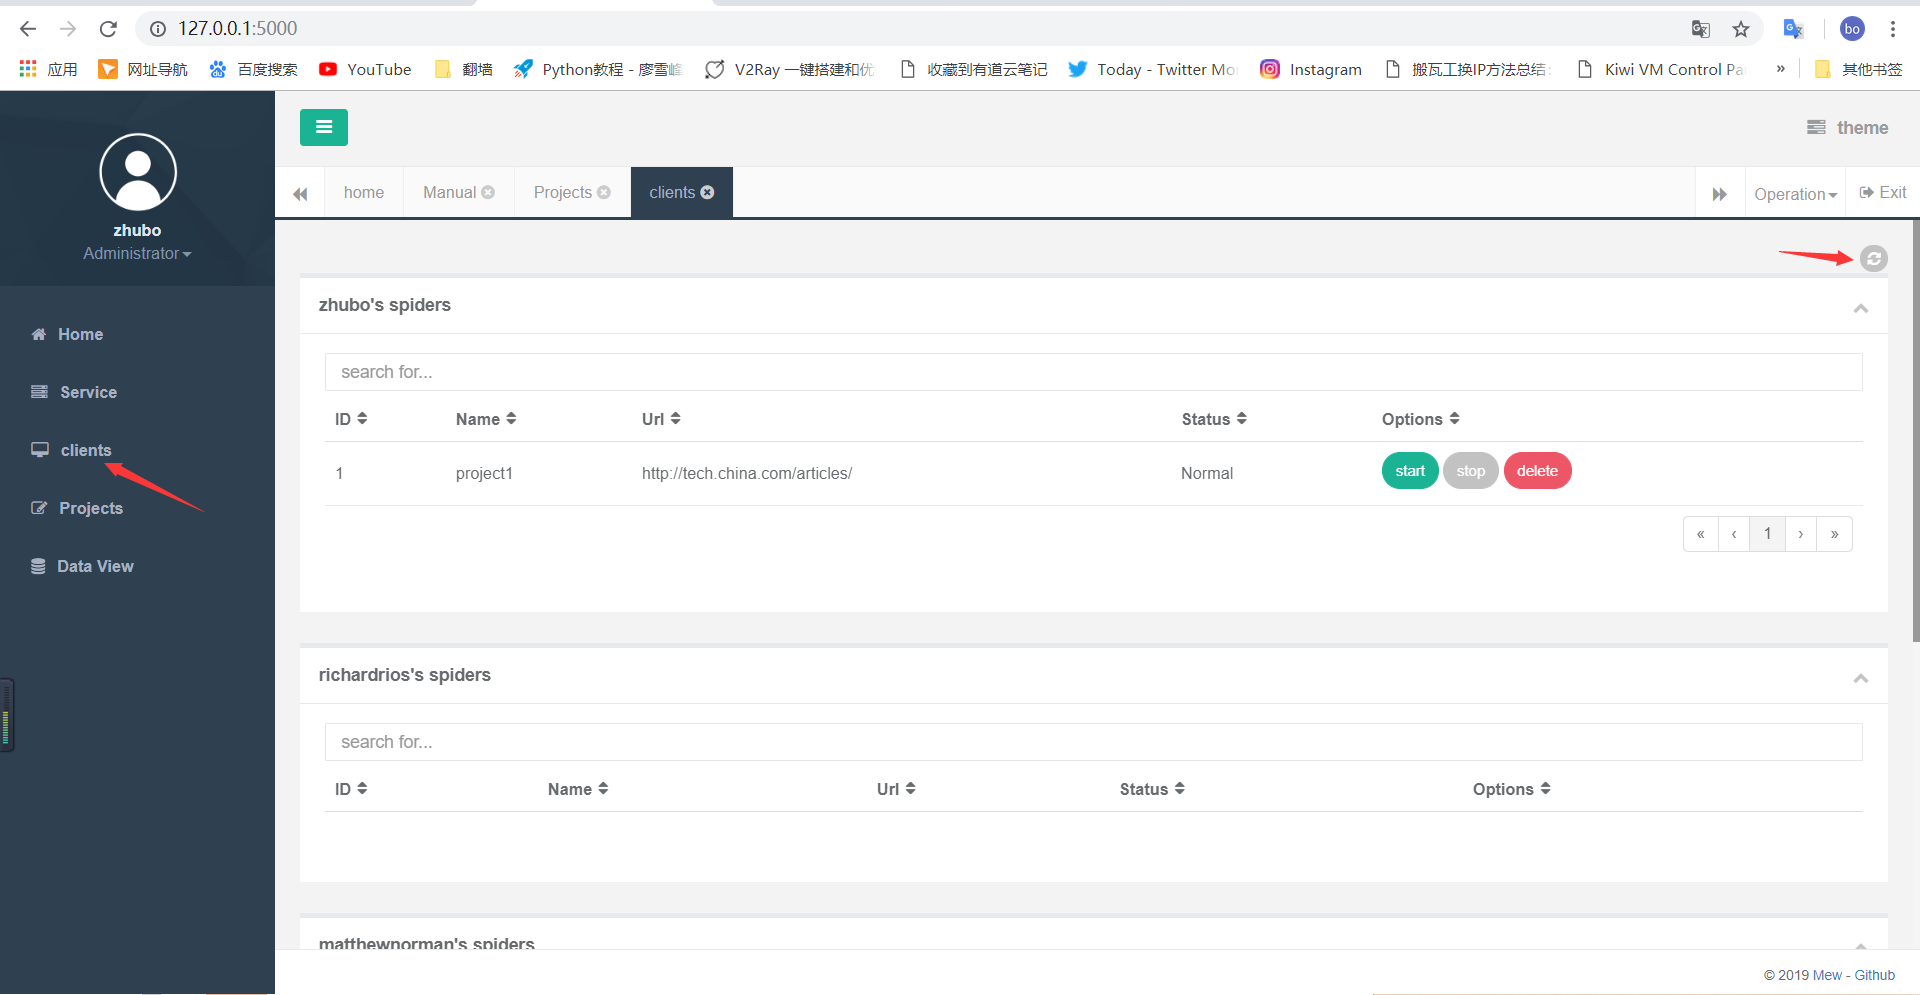 127.0.0.1:5000
bo
应用 网址导航 百度搜索 YouTube 翻墙 Python教程 - 廖雪峰 V2Ray 一键搭建和优 收藏到有道云笔记 Today - Twitter Mo Instagram 搬瓦工换IP方法总结 Kiwi VM Control Pa » 其他书签
theme
home Manual Projects clients Operation Exit
zhubo
Administrator
Home
Service
clients
Projects
Data View
zhubo's spiders
search for...
ID Name Url Status Options
1 project1 http://tech.china.com/articles/ Normal start stop delete
« ‹ 1 › »
richardrios's spiders
search for...
ID Name Url Status Options
matthewnorman's spiders
© 2019 Mew - Github